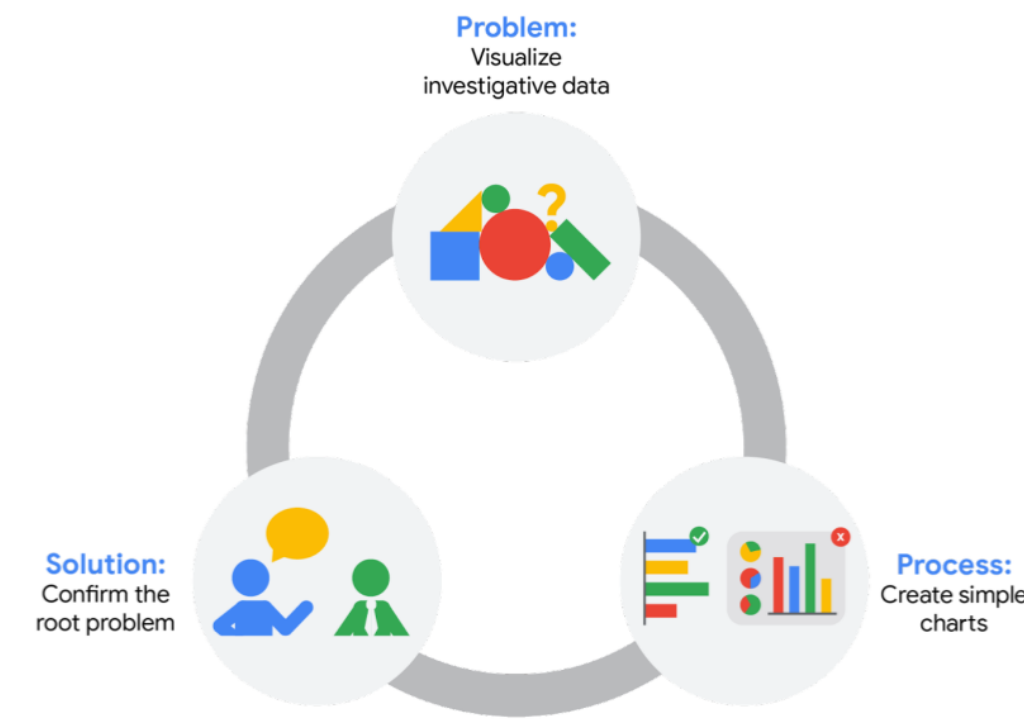 Problem:
Visualize
investigative data
?
Solution:
Confirm the
root problem
x
Process:
Create simple
charts